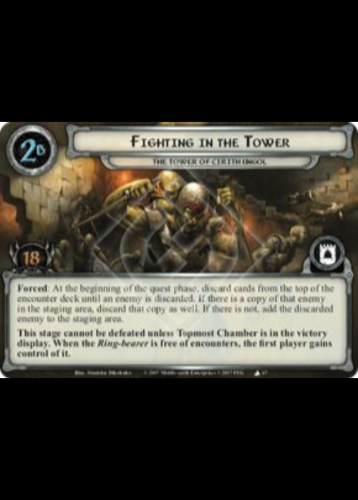 2B
FIGHTING IN THE TOWER
THE TOWER OF CIRITH UNGOL
18
Forced: At the beginning of the quest phase, discard cards from the top of the
encounter deck until an enemy is discarded. If there is a copy of that enemy
in the staging area, discard that copy as well. If there is not, add the discarded
enemy to the staging area.
This stage cannot be defeated unless Topmost Chamber is in the victory
display. When the Ring-bearer is free of encounters, the first player gains
control of it.